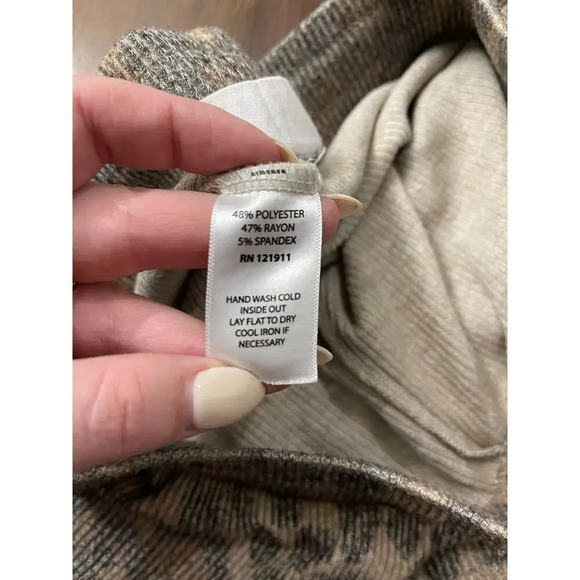 48% POLYESTER
47% RAYON
5% SPANDEX
RN 121911
HAND WASH COLD
INSIDE OUT
LAY FLAT TO DRY
COOL IRON IF
NECESSARY